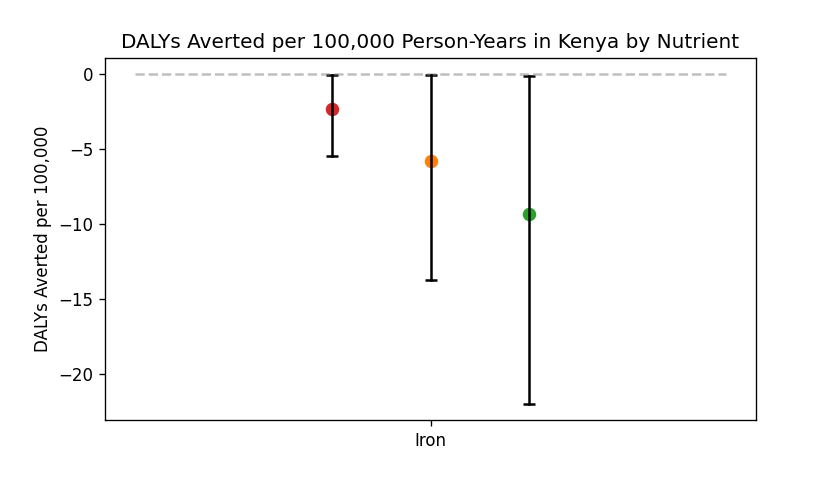 DALYs Averted per 100,000 Person-Years in Kenya by Nutrient
DALYs Averted per 100,000
0
−5
−10
−15
−20
Iron